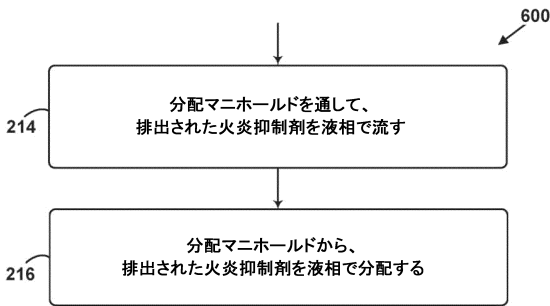 600
分配マニホールドを通して、
排出された火炎抑制剤を液相で流す
214
分配マニホールドから、
排出された火炎抑制剤を液相で分配する
216